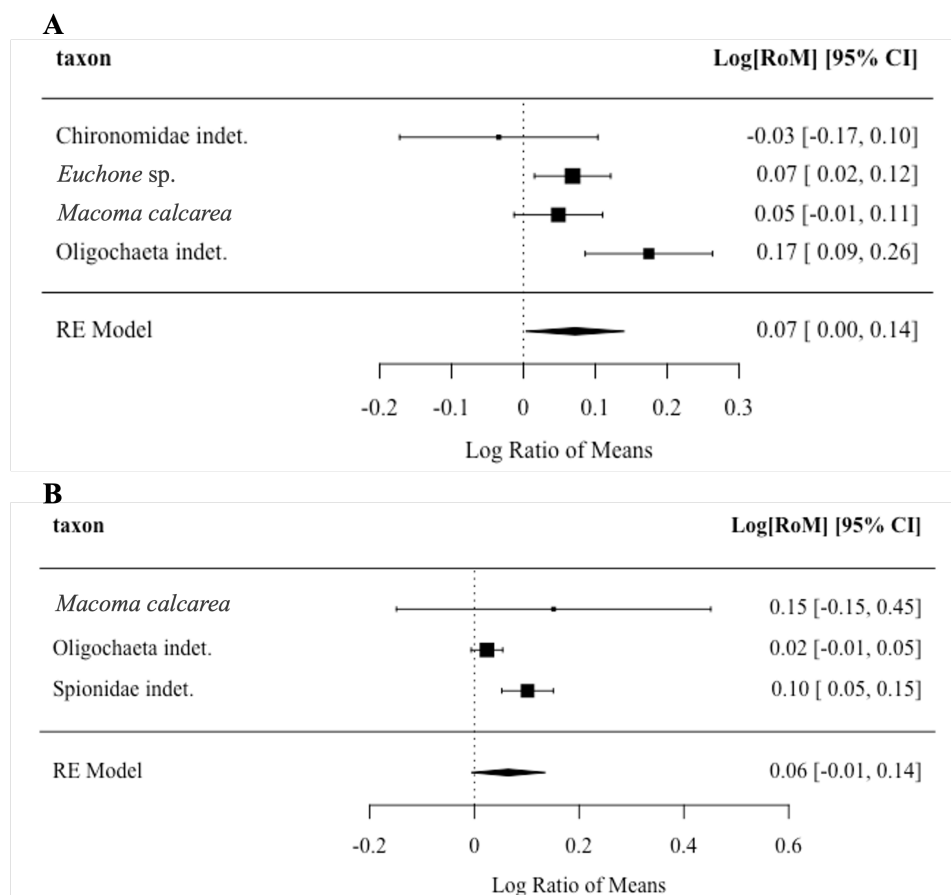 A
taxon Log[RoM] [95% CI]
Chironomidae indet. -0.03 [-0.17, 0.10]
Euchone sp. 0.07 [ 0.02, 0.12]
Macoma calcarea 0.05 [-0.01, 0.11]
Oligochaeta indet. 0.17 [ 0.09, 0.26]
RE Model 0.07 [ 0.00, 0.14]
-0.2 -0.1 0 0.1 0.2 0.3
Log Ratio of Means
B
taxon Log[RoM] [95% CI]
Macoma calcarea 0.15 [-0.15, 0.45]
Oligochaeta indet. 0.02 [-0.01, 0.05]
Spionidae indet. 0.10 [ 0.05, 0.15]
RE Model 0.06 [-0.01, 0.14]
-0.2 0 0.2 0.4 0.6
Log Ratio of Means